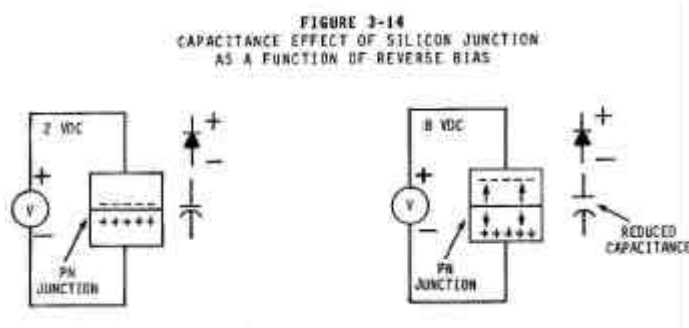 FIGURE 3-14
CAPACITANCE EFFECT OF SILICON JUNCTION
AS A FUNCTION OF REVERSE BIAS
2 VDC
+
-
V
+
-
- - - - -
+ + + + +
PN
JUNCTION
8 VDC
+
-
V
+
-
- - - - - -
+ + + + +
PN
JUNCTION
REDUCED
CAPACITANCE